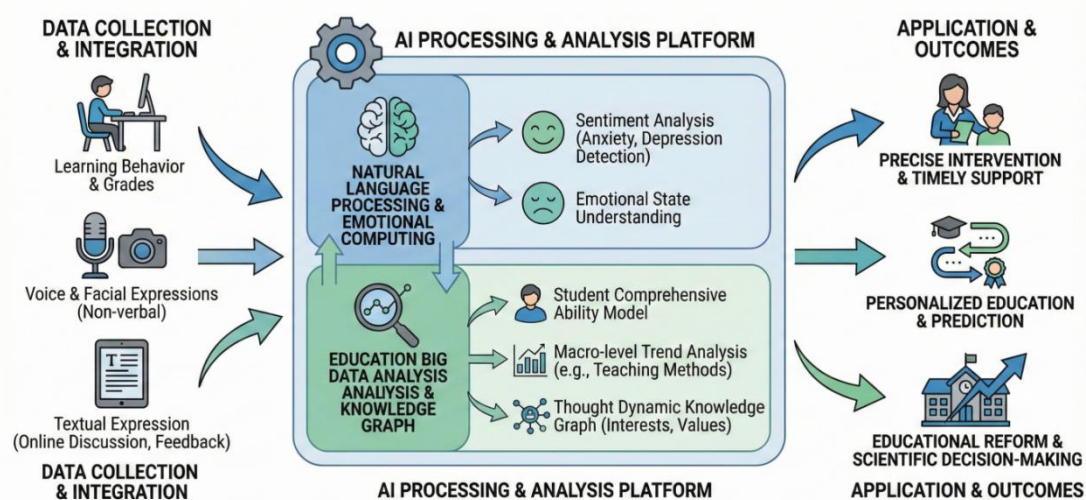 DATA COLLECTION
& INTEGRATION
Learning Behavior
& Grades
Voice & Facial Expressions
(Non-verbal)
T
Textual Expression
(Online Discussion, Feedback)
DATA COLLECTION
& INTEGRATION
AI PROCESSING & ANALYSIS PLATFORM
NATURAL
LANGUAGE
PROCESSING &
EMOTIONAL
COMPUTING
Sentiment Analysis
(Anxiety, Depression
Detection)
Emotional State
Understanding
EDUCATION BIG
DATA ANALYSIS
ANALYSIS &
KNOWLEDGE
GRAPH
Student Comprehensive
Ability Model
Macro-level Trend Analysis
(e.g., Teaching Methods)
Thought Dynamic Knowledge
Graph (Interests, Values)
AI PROCESSING & ANALYSIS PLATFORM
APPLICATION &
OUTCOMES
PRECISE INTERVENTION
& TIMELY SUPPORT
PERSONALIZED EDUCATION
& PREDICTION
EDUCATIONAL REFORM &
SCIENTIFIC DECISION-MAKING
APPLICATION & OUTCOMES